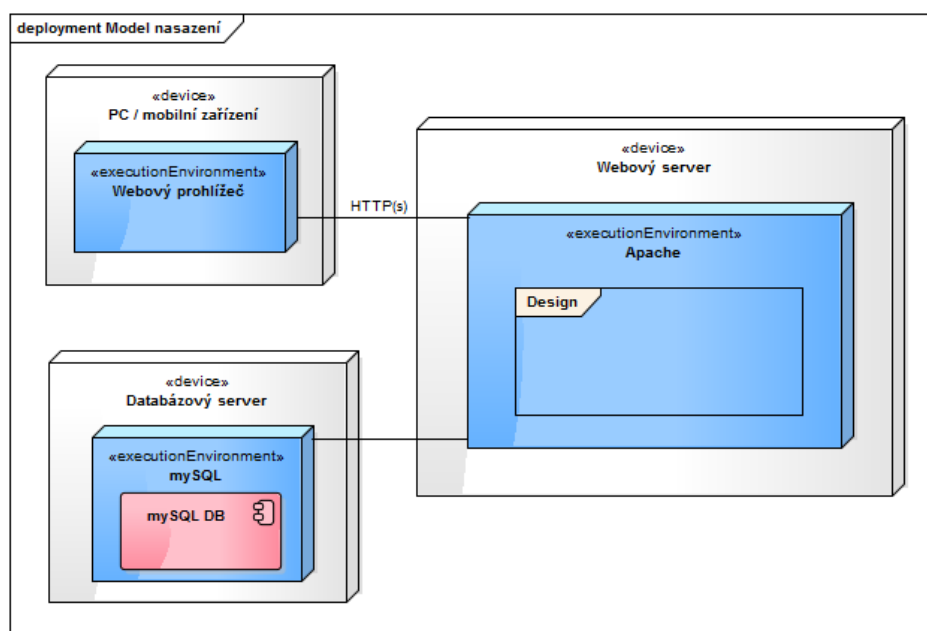 deployment Model nasazení
«device»
PC / mobilní zařízení
«executionEnvironment»
Webový prohlížeč
HTTP(s)
«device»
Webový server
«executionEnvironment»
Apache
Design
«device»
Databázový server
«executionEnvironment»
mySQL
mySQL DB